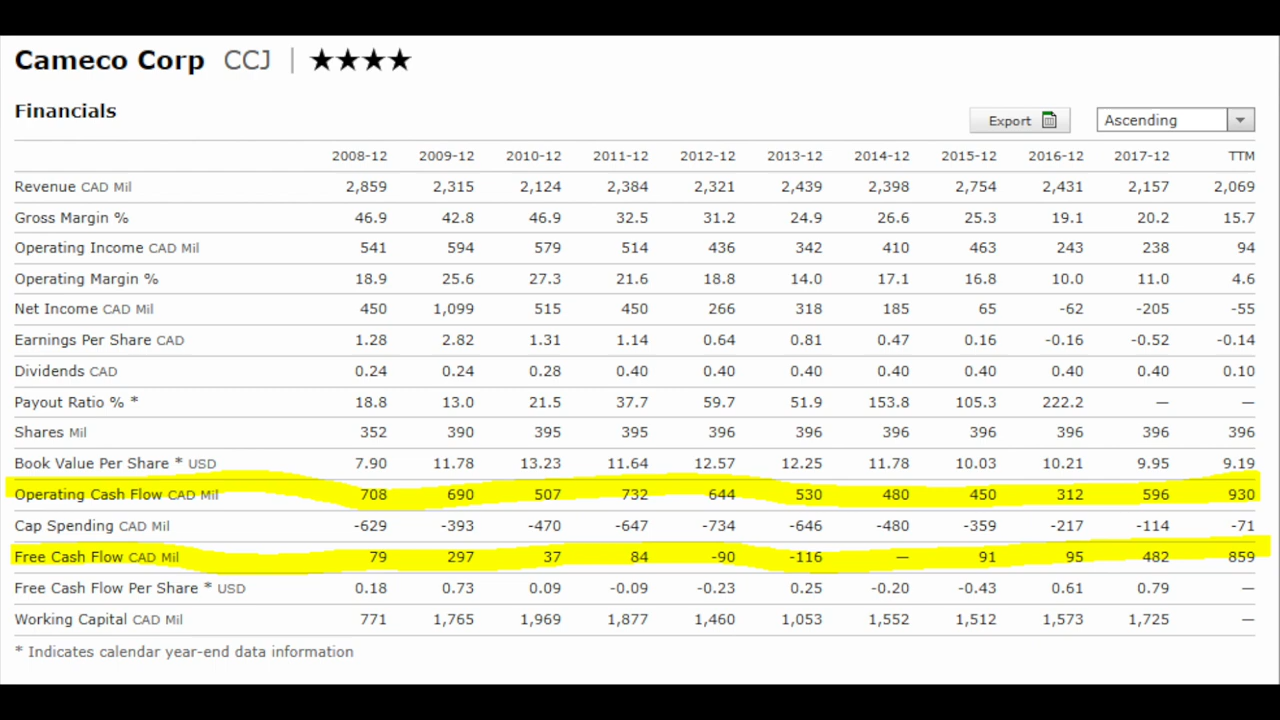 Cameco Corp CCJ | ★★★★
Financials
Export
Ascending
2008-12 2009-12 2010-12 2011-12 2012-12 2013-12 2014-12 2015-12 2016-12 2017-12 TTM
Revenue CAD Mil 2,859 2,315 2,124 2,384 2,321 2,439 2,398 2,754 2,431 2,157 2,069
Gross Margin % 46.9 42.8 46.9 32.5 31.2 24.9 26.6 25.3 19.1 20.2 15.7
Operating Income CAD Mil 541 594 579 514 436 342 410 463 243 238 94
Operating Margin % 18.9 25.6 27.3 21.6 18.8 14.0 17.1 16.8 10.0 11.0 4.6
Net Income CAD Mil 450 1,099 515 450 266 318 185 65 -62 -205 -55
Earnings Per Share CAD 1.28 2.82 1.31 1.14 0.64 0.81 0.47 0.16 -0.16 -0.52 -0.14
Dividends CAD 0.24 0.24 0.28 0.40 0.40 0.40 0.40 0.40 0.40 0.40 0.10
Payout Ratio % * 18.8 13.0 21.5 37.7 59.7 51.9 153.8 105.3 222.2 — —
Shares Mil 352 390 395 395 396 396 396 396 396 396 396
Book Value Per Share * USD 7.90 11.78 13.23 11.64 12.57 12.25 11.78 10.03 10.21 9.95 9.19
Operating Cash Flow CAD Mil 708 690 507 732 644 530 480 450 312 596 930
Cap Spending CAD Mil -629 -393 -470 -647 -734 -646 -480 -359 -217 -114 -71
Free Cash Flow CAD Mil 79 297 37 84 -90 -116 — 91 95 482 859
Free Cash Flow Per Share * USD 0.18 0.73 0.09 -0.09 -0.23 0.25 -0.20 -0.43 0.61 0.79 —
Working Capital CAD Mil 771 1,765 1,969 1,877 1,460 1,053 1,552 1,512 1,573 1,725 —
* Indicates calendar year-end data information